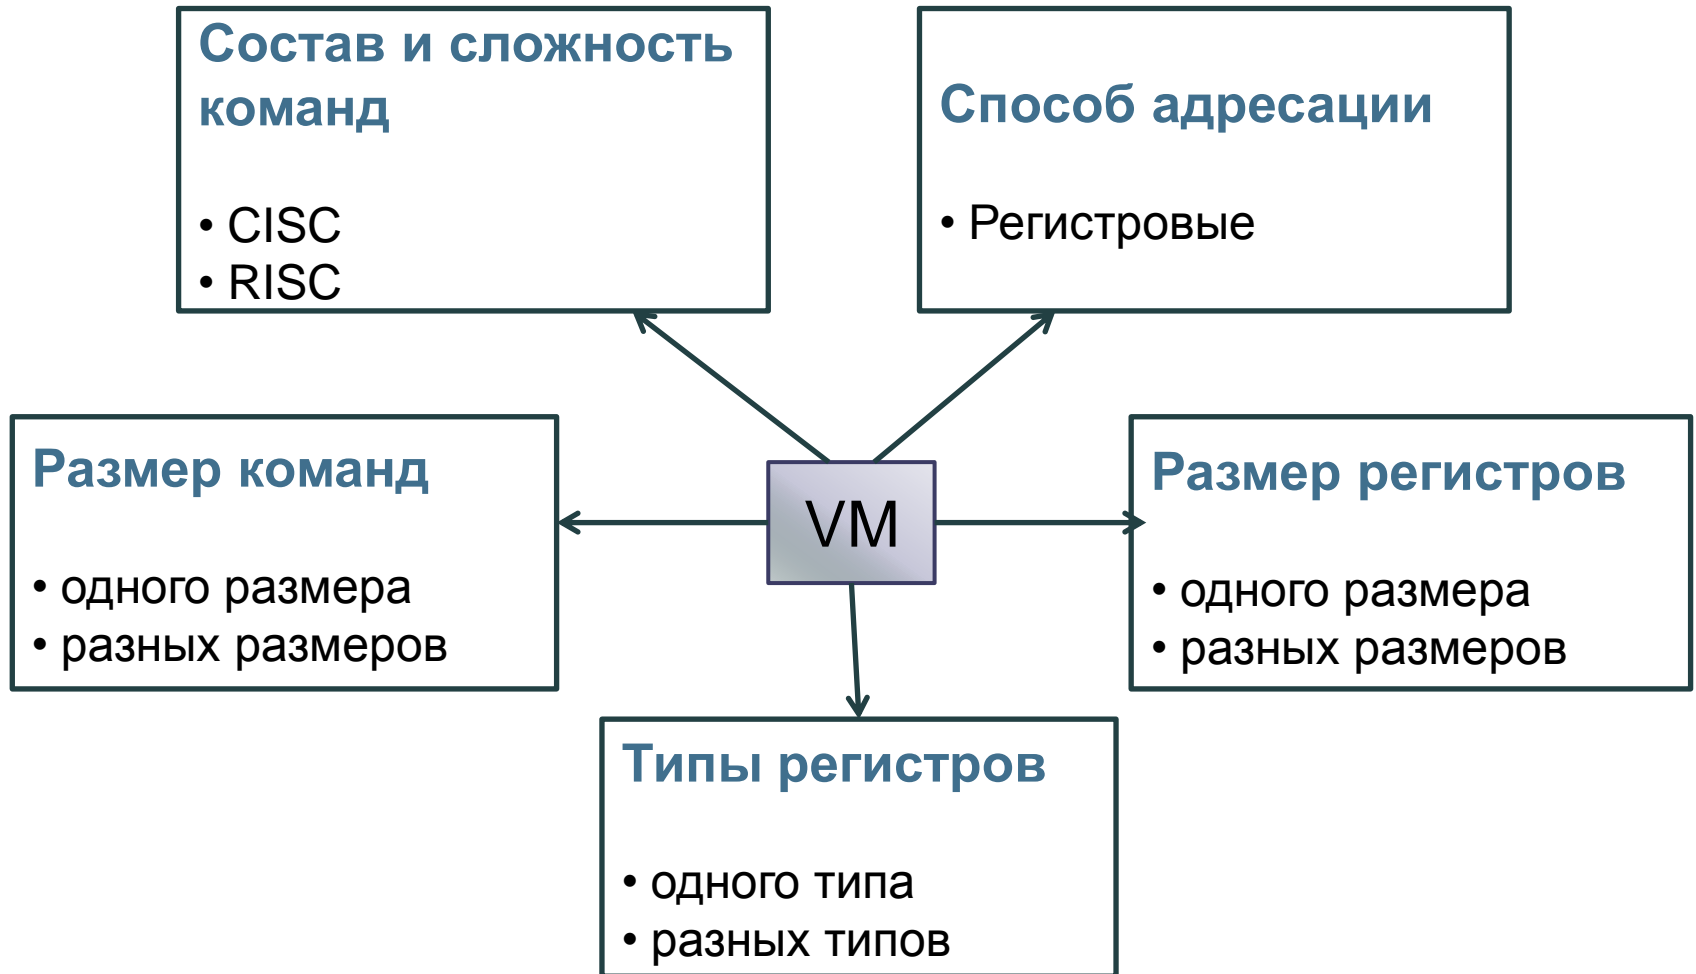 Состав и сложность
команд
• CISC
• RISC
Способ адресации
• Регистровые
Размер команд
• одного размера
• разных размеров
VM
Размер регистров
• одного размера
• разных размеров
Типы регистров
• одного типа
• разных типов